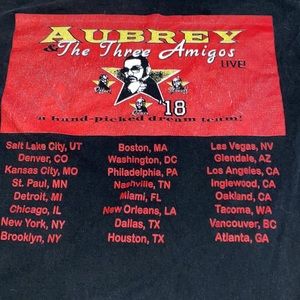 AUBREY
& The Three Amigos
LIVE!
'18
a hand-picked dream team!
Salt Lake City, UT
Denver, CO
Kansas City, MO
St. Paul, MN
Detroit, MI
Chicago, IL
New York, NY
Brooklyn, NY
Boston, MA
Washington, DC
Philadelphia, PA
Nashville, TN
Miami, FL
New Orleans, LA
Dallas, TX
Houston, TX
Las Vegas, NV
Glendale, AZ
Los Angeles, CA
Inglewood, CA
Oakland, CA
Tacoma, WA
Vancouver, BC
Atlanta, GA